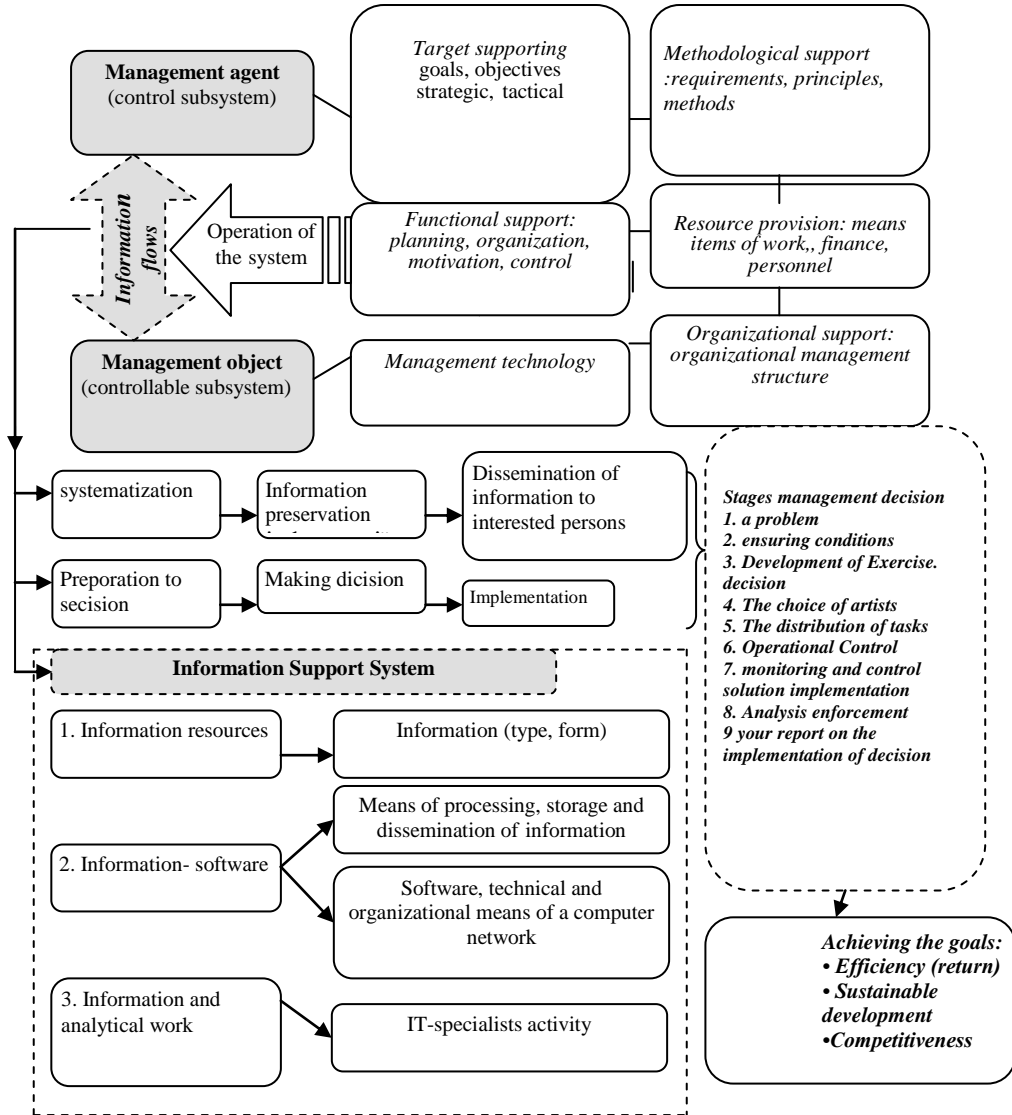 Management agent
(control subsystem)
Target supporting
goals, objectives
strategic, tactical
Methodological support
:requirements, principles,
methods
Information
flows
Operation of
the system
Functional support:
planning, organization,
motivation, control
Resource provision: means
items of work,, finance,
personnel
Management object
(controllable subsystem)
Management technology
Organizational support:
organizational management
structure
systematization
Information
preservation
Dissemination of
information to
interested persons
Preporation to
secision
Making dicision
Implementation
Stages management decision
1. a problem
2. ensuring conditions
3. Development of Exercise.
decision
4. The choice of artists
5. The distribution of tasks
6. Operational Control
7. monitoring and control
solution implementation
8. Analysis enforcement
9 your report on the
implementation of decision
Information Support System
1. Information resources
Information (type, form)
2. Information- software
Means of processing, storage and
dissemination of information
Software, technical and
organizational means of a computer
network
3. Information and
analytical work
IT-specialists activity
Achieving the goals:
• Efficiency (return)
• Sustainable
development
•Competitiveness